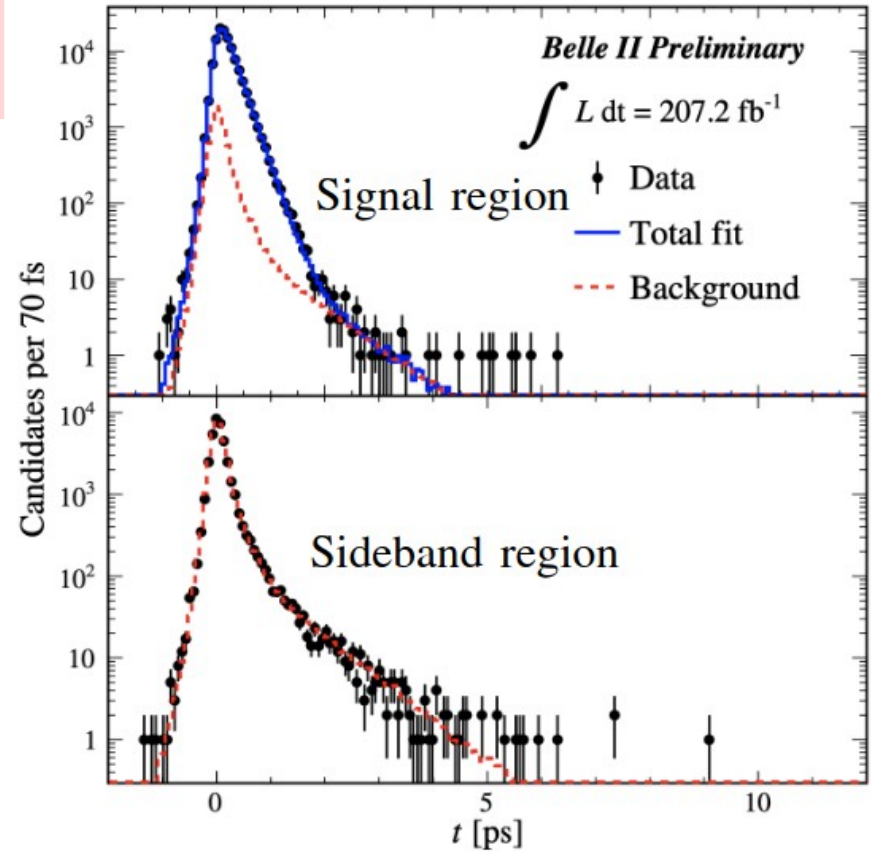 Belle II Preliminary
∫ L dt = 207.2 fb⁻¹
Data
Signal region
Total fit
Background
10⁴
10³
10²
10
1
Candidates per 70 fs
Sideband region
10⁴
10³
10²
10
1
0 5 10
t [ps]